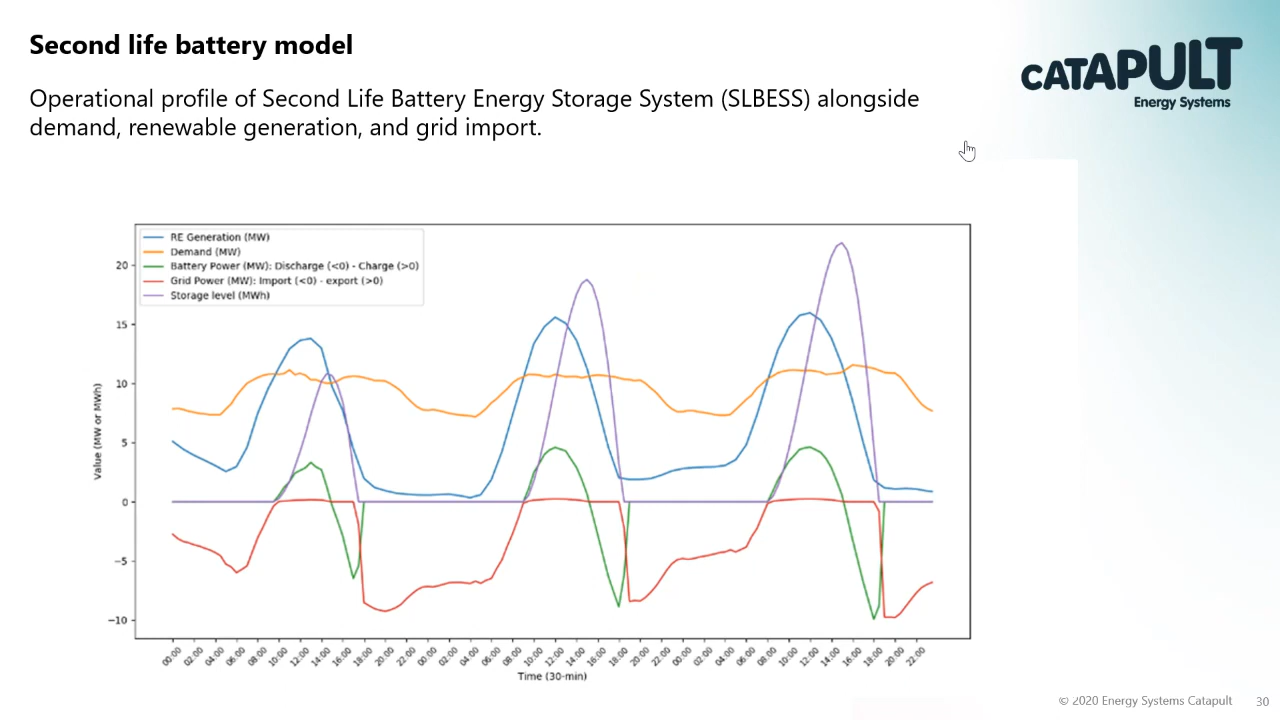 Second life battery model
CATAPULT
Energy Systems
Operational profile of Second Life Battery Energy Storage System (SLBESS) alongside
demand, renewable generation, and grid import.
RE Generation (MW)
Demand (MW)
Battery Power (MW): Discharge (<0) - Charge (>0)
Grid Power (MW): Import (<0) - export (>0)
Storage level (MWh)
Value (MW or MWh)
20
15
10
5
0
−5
−10
00:00 02:00 04:00 06:00 08:00 10:00 12:00 14:00 16:00 18:00 20:00 22:00 00:00 02:00 04:00 06:00 08:00 10:00 12:00 14:00 16:00 18:00 20:00 22:00 00:00 02:00 04:00 06:00 08:00 10:00 12:00 14:00 16:00 18:00 20:00 22:00
Time (30-min)
© 2020 Energy Systems Catapult
30